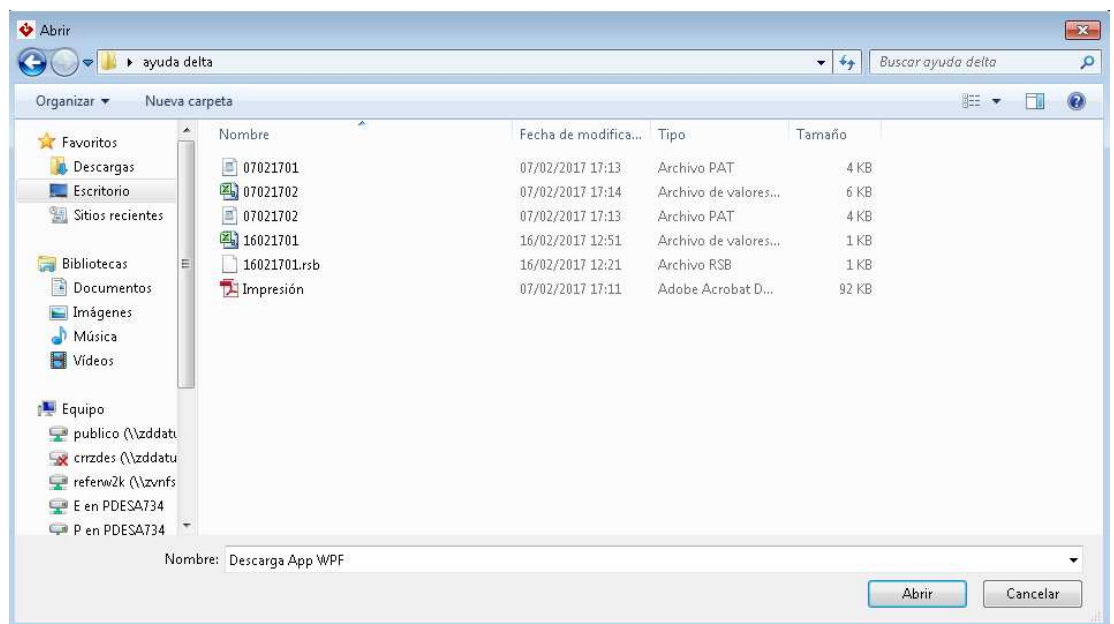 Abrir
ayuda delta
Buscar ayuda delta
Organizar
Nueva carpeta
Favoritos
Descargas
Escritorio
Sitios recientes
Bibliotecas
Documentos
Imágenes
Música
Vídeos
Equipo
publico (\\zddatu
crrzdes (\\zddatu
referw2k (\\zvnfs
E en PDESA734
P en PDESA734
Nombre Fecha de modifica... Tipo Tamaño
07021701 07/02/2017 17:13 Archivo PAT 4 KB
07021702 07/02/2017 17:14 Archivo de valores... 6 KB
07021702 07/02/2017 17:13 Archivo PAT 4 KB
16021701 16/02/2017 12:51 Archivo de valores... 1 KB
16021701.rsb 16/02/2017 12:21 Archivo RSB 1 KB
Impresión 07/02/2017 17:11 Adobe Acrobat D... 92 KB
Nombre: Descarga App WPF
Abrir
Cancelar